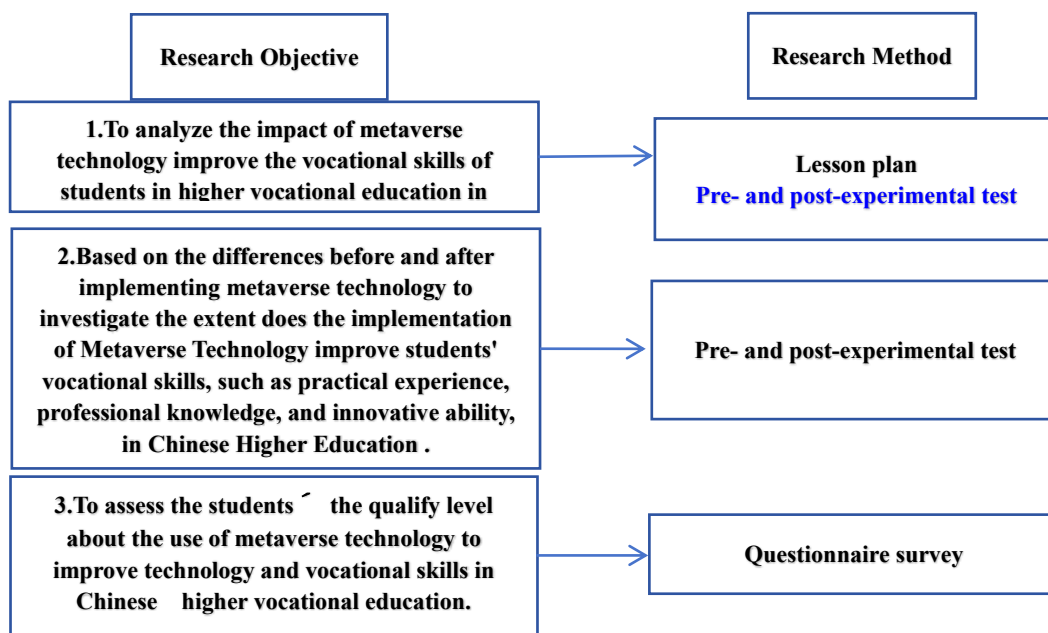 Research Objective
Research Method
1.To analyze the impact of metaverse
technology improve the vocational skills of
students in higher vocational education in
Lesson plan
Pre- and post-experimental test
2.Based on the differences before and after
implementing metaverse technology to
investigate the extent does the implementation
of Metaverse Technology improve students'
vocational skills, such as practical experience,
professional knowledge, and innovative ability,
in Chinese Higher Education .
Pre- and post-experimental test
3.To assess the students ´ the qualify level
about the use of metaverse technology to
improve technology and vocational skills in
Chinese higher vocational education.
Questionnaire survey